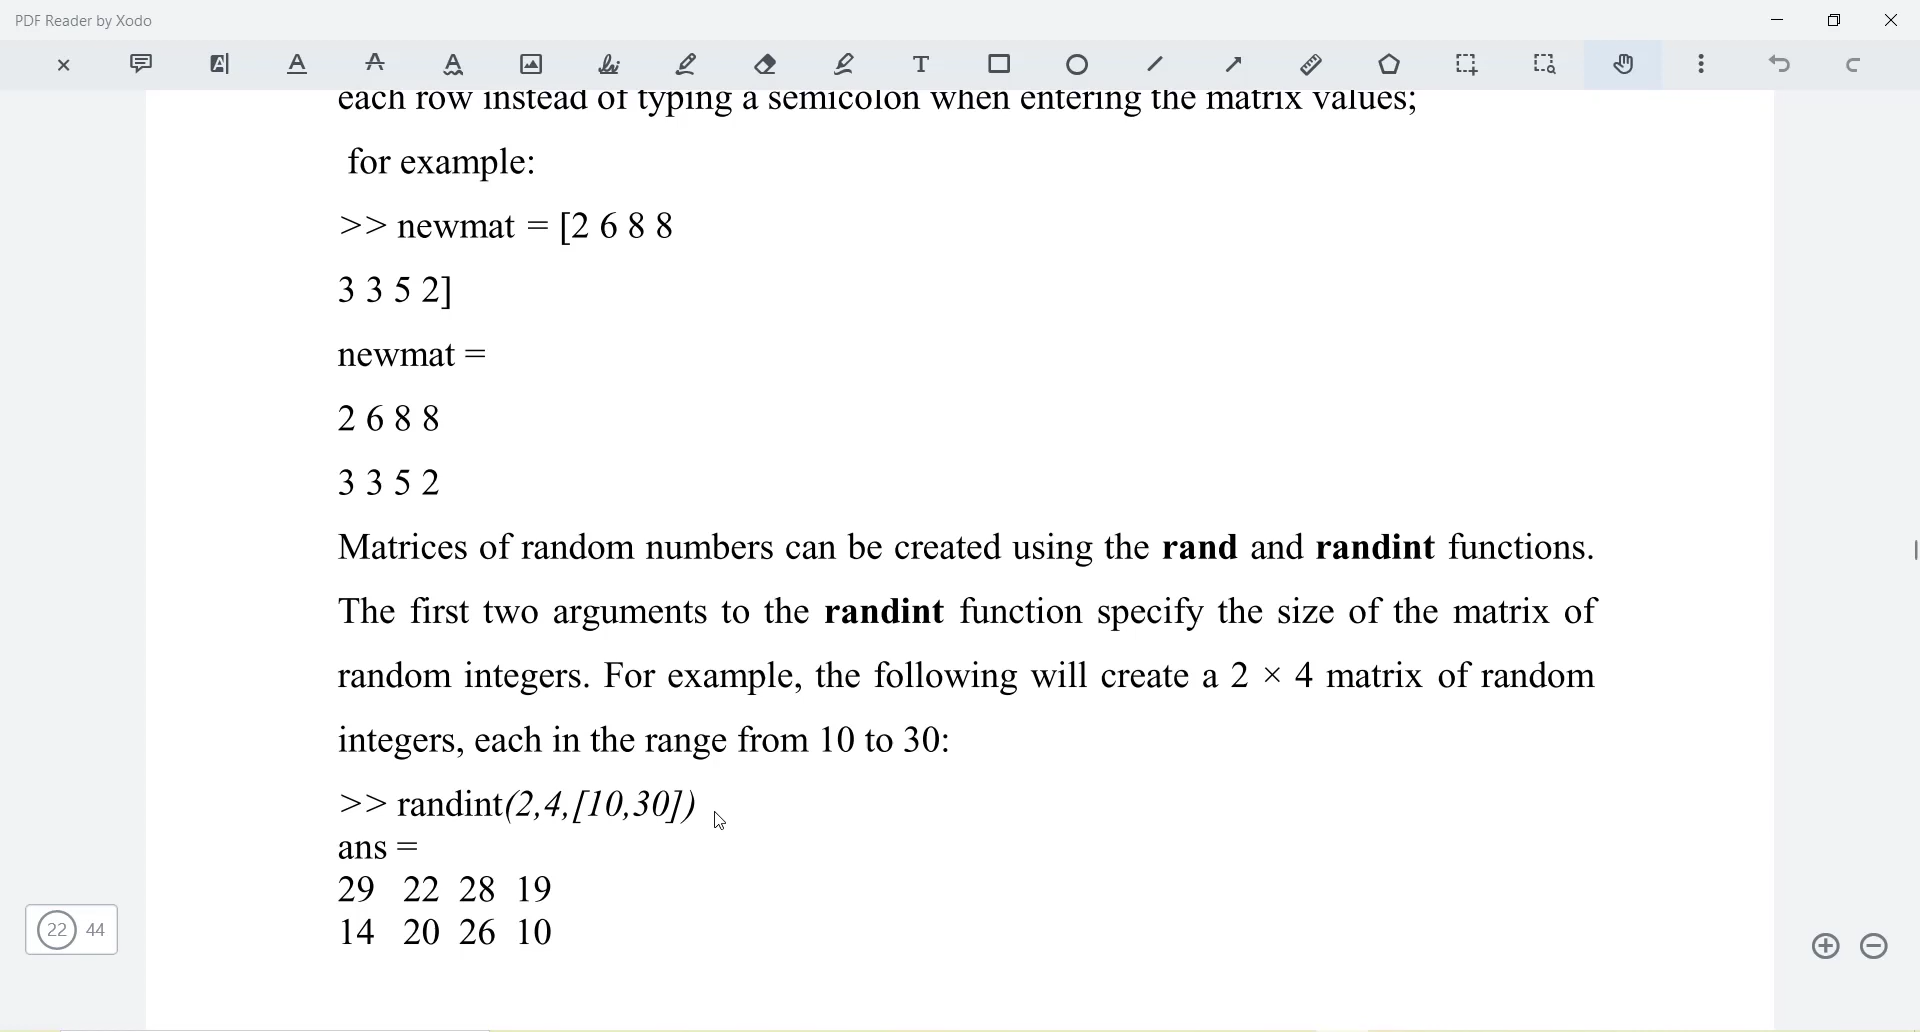 PDF Reader by Xodo
each row instead of typing a semicolon when entering the matrix values;
for example:
>> newmat = [2 6 8 8
3 3 5 2]
newmat =
2 6 8 8
3 3 5 2
Matrices of random numbers can be created using the rand and randint functions.
The first two arguments to the randint function specify the size of the matrix of
random integers. For example, the following will create a 2 × 4 matrix of random
integers, each in the range from 10 to 30:
>> randint(2,4,[10,30])
ans =
29 22 28 19
14 20 26 10
22 44